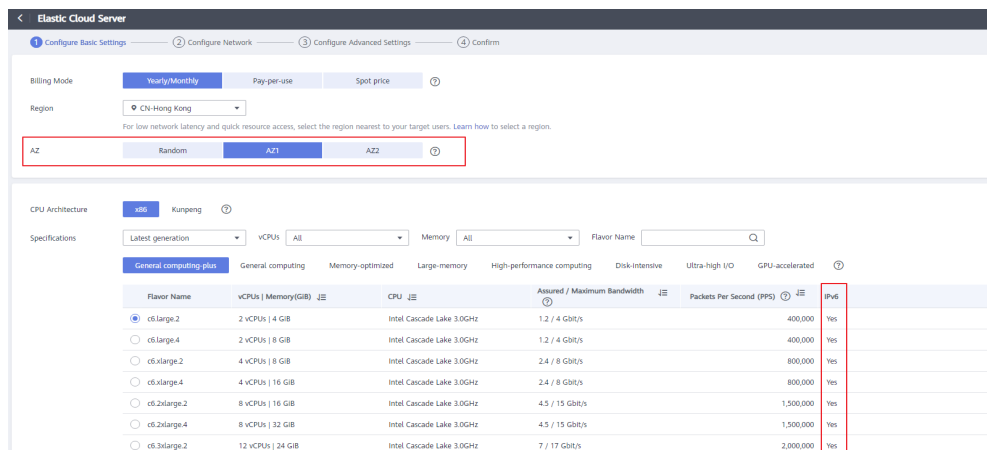 Elastic Cloud Server
1 Configure Basic Settings 2 Configure Network 3 Configure Advanced Settings 4 Confirm
Billing Mode Yearly/Monthly Pay-per-use Spot price ?
Region CN-Hong Kong
For low network latency and quick resource access, select the region nearest to your target users. Learn how to select a region.
AZ Random AZ1 AZ2 ?
CPU Architecture x86 Kunpeng ?
Specifications Latest generation vCPUs All Memory All Flavor Name
General computing-plus General computing Memory-optimized Large-memory High-performance computing Disk-intensive Ultra-high I/O GPU-accelerated ?
Flavor Name vCPUs | Memory(GiB) CPU Assured / Maximum Bandwidth ? Packets Per Second (PPS) ? IPv6
c6.large.2 2 vCPUs | 4 GiB Intel Cascade Lake 3.0GHz 1.2 / 4 Gbit/s 400,000 Yes
c6.large.4 2 vCPUs | 8 GiB Intel Cascade Lake 3.0GHz 1.2 / 4 Gbit/s 400,000 Yes
c6.xlarge.2 4 vCPUs | 8 GiB Intel Cascade Lake 3.0GHz 2.4 / 8 Gbit/s 800,000 Yes
c6.xlarge.4 4 vCPUs | 16 GiB Intel Cascade Lake 3.0GHz 2.4 / 8 Gbit/s 800,000 Yes
c6.2xlarge.2 8 vCPUs | 16 GiB Intel Cascade Lake 3.0GHz 4.5 / 15 Gbit/s 1,500,000 Yes
c6.2xlarge.4 8 vCPUs | 32 GiB Intel Cascade Lake 3.0GHz 4.5 / 15 Gbit/s 1,500,000 Yes
c6.3xlarge.2 12 vCPUs | 24 GiB Intel Cascade Lake 3.0GHz 7 / 17 Gbit/s 2,000,000 Yes